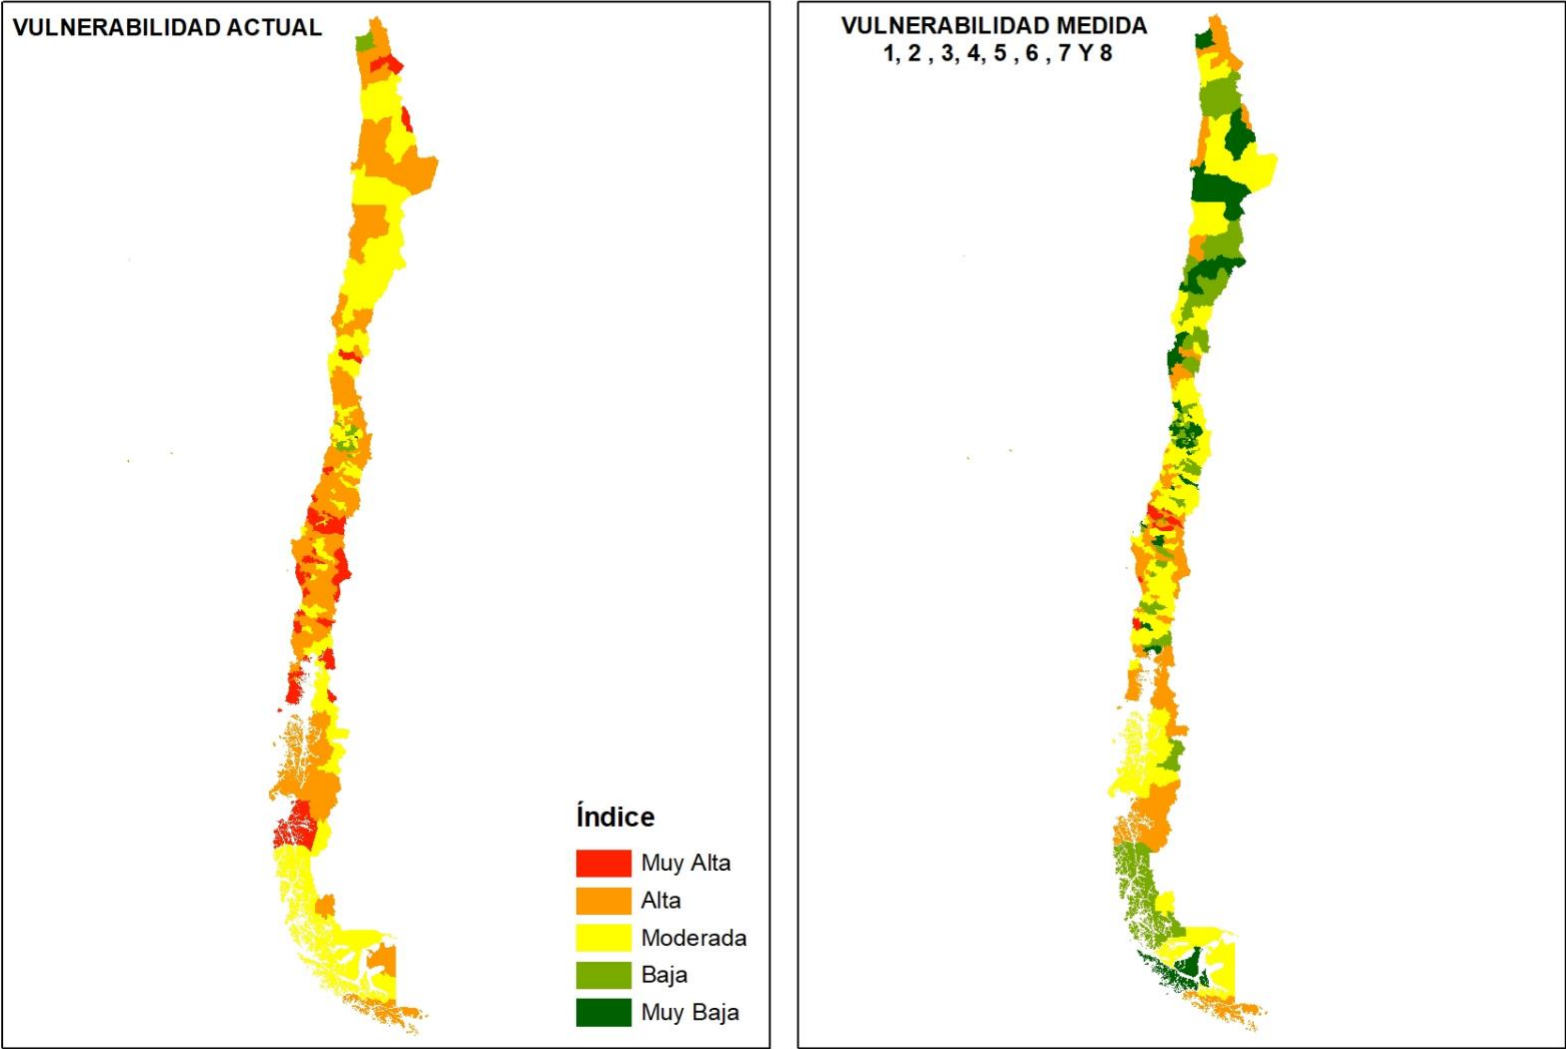 VULNERABILIDAD ACTUAL
VULNERABILIDAD MEDIDA
1, 2 , 3, 4, 5 , 6 , 7 Y 8
Índice
Muy Alta
Alta
Moderada
Baja
Muy Baja